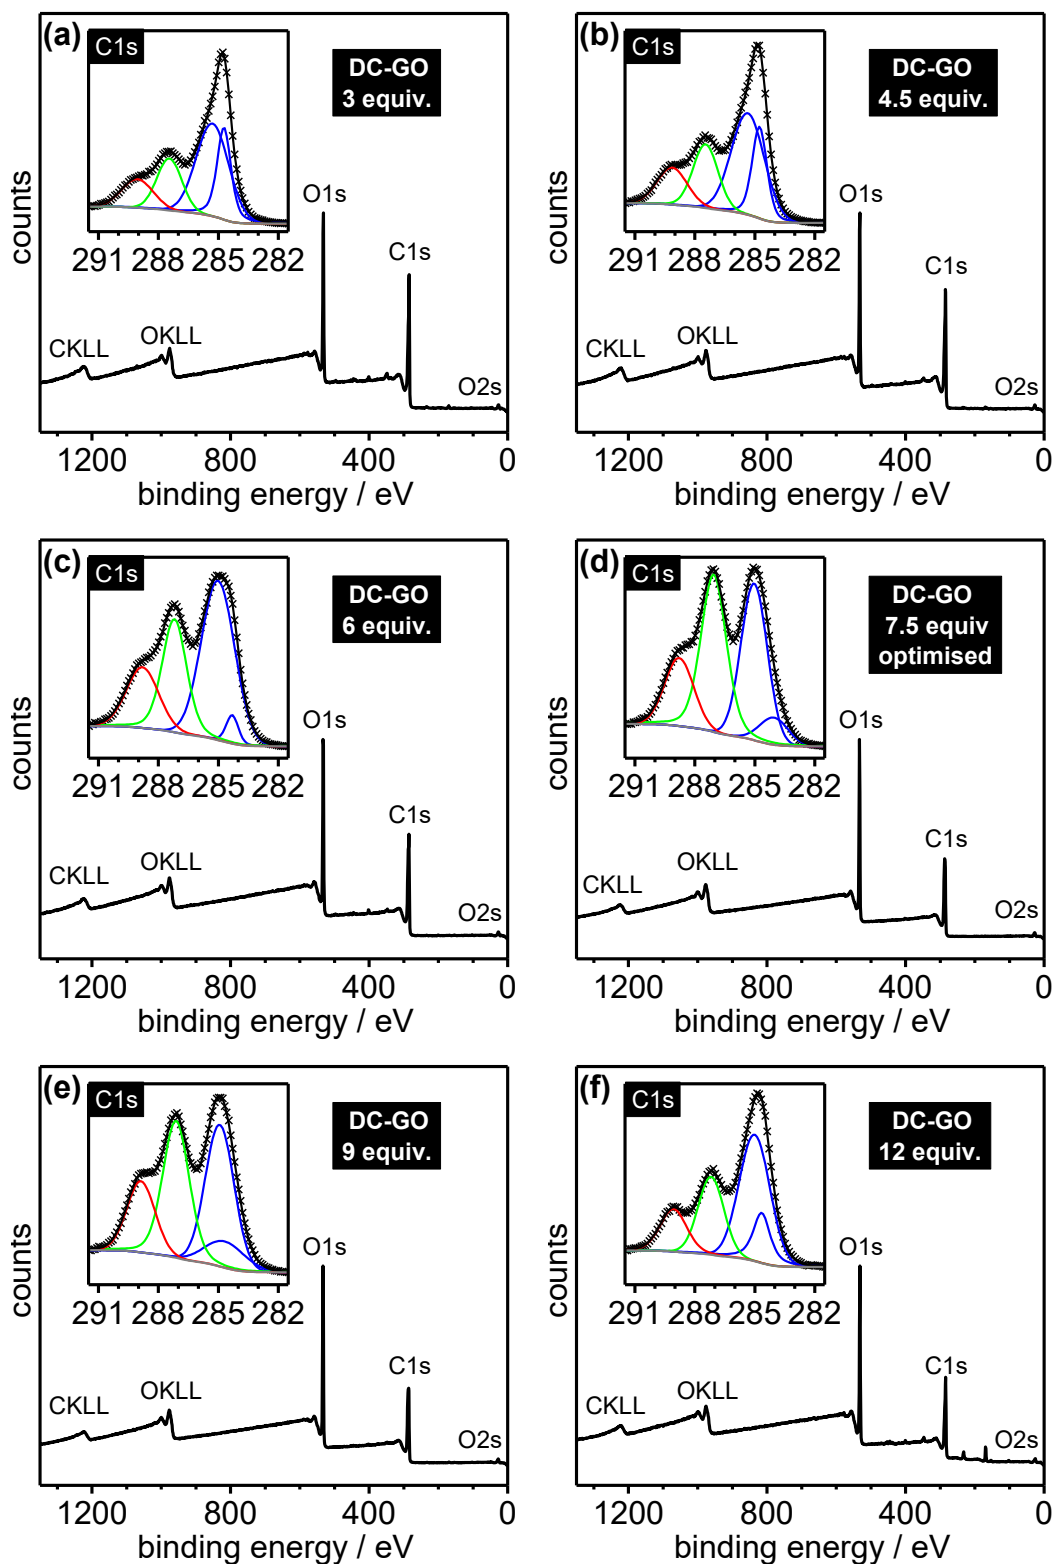 (a)
C1s
DC-GO
3 equiv.
O1s
C1s
OKLL
CKLL
O2s
counts
291 288 285 282
1200 800 400 0
binding energy / eV
(b)
C1s
DC-GO
4.5 equiv.
O1s
C1s
OKLL
CKLL
O2s
counts
291 288 285 282
1200 800 400 0
binding energy / eV
(c)
C1s
DC-GO
6 equiv.
O1s
C1s
OKLL
CKLL
O2s
counts
291 288 285 282
1200 800 400 0
binding energy / eV
(d)
C1s
DC-GO
7.5 equiv
optimised
O1s
C1s
OKLL
CKLL
O2s
counts
291 288 285 282
1200 800 400 0
binding energy / eV
(e)
C1s
DC-GO
9 equiv.
O1s
C1s
OKLL
CKLL
O2s
counts
291 288 285 282
1200 800 400 0
binding energy / eV
(f)
C1s
DC-GO
12 equiv.
O1s
C1s
OKLL
CKLL
O2s
counts
291 288 285 282
1200 800 400 0
binding energy / eV